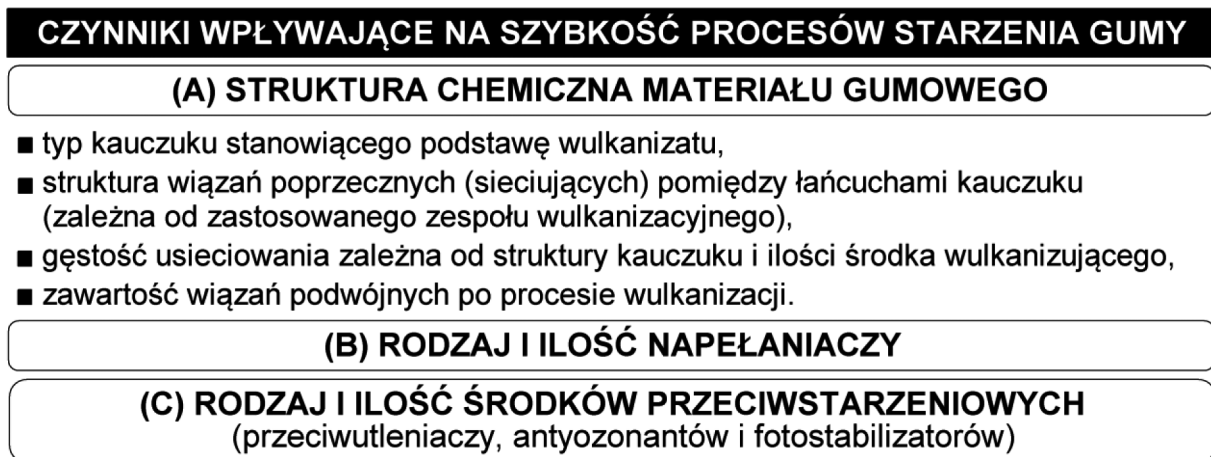 CZYNNIKI WPŁYWAJĄCE NA SZYBKOŚĆ PROCESÓW STARZENIA GUMY
(A) STRUKTURA CHEMICZNA MATERIAŁU GUMOWEGO
■ typ kauczuku stanowiącego podstawę wulkanizatu,
■ struktura wiązań poprzecznych (sieciujących) pomiędzy łańcuchami kauczuku
(zależna od zastosowanego zespołu wulkanizacyjnego),
■ gęstość usieciowania zależna od struktury kauczuku i ilości środka wulkanizującego,
■ zawartość wiązań podwójnych po procesie wulkanizacji.
(B) RODZAJ I ILOŚĆ NAPEŁANIACZY
(C) RODZAJ I ILOŚĆ ŚRODKÓW PRZECIWSTARZENIOWYCH
(przeciwutleniaczy, antyozonantów i fotostabilizatorów)